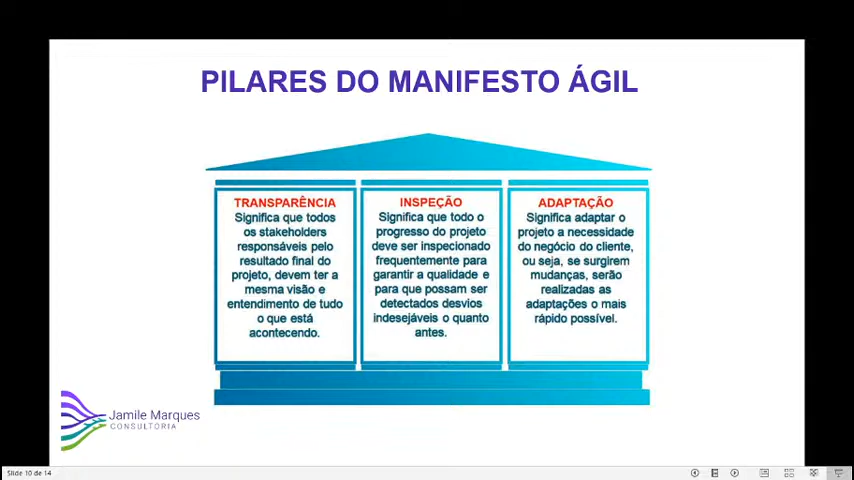 PILARES DO MANIFESTO ÁGIL
TRANSPARÊNCIA
Significa que todos
os stakeholders
responsáveis pelo
resultado final do
projeto, devem ter a
mesma visão e
entendimento de tudo
o que está
acontecendo.
INSPEÇÃO
Significa que todo o
progresso do projeto
deve ser inspecionado
frequentemente para
garantir a qualidade e
para que possam ser
detectados desvios
indesejáveis o quanto
antes.
ADAPTAÇÃO
Significa adaptar o
projeto a necessidade
do negócio do cliente,
ou seja, se surgirem
mudanças, serão
realizadas as
adaptações o mais
rápido possível.
Jamile Marques
CONSULTORIA
Slide 10 de 14